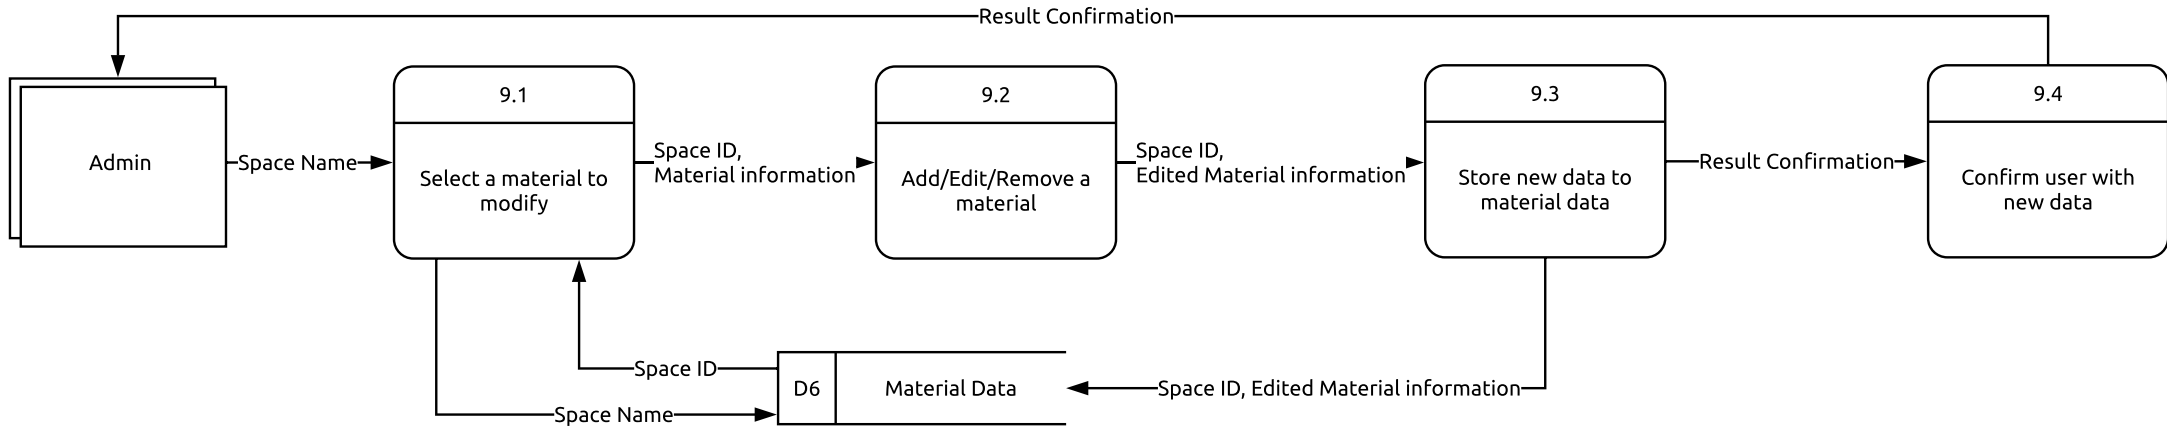 Result Confirmation
9.1
9.2
9.3
9.4
Admin
Space Name
Select a material to
modify
Space ID,
Material information
Add/Edit/Remove a
material
Space ID,
Edited Material information
Store new data to
material data
Result Confirmation
Confirm user with
new data
Space ID
D6
Material Data
Space ID, Edited Material information
Space Name